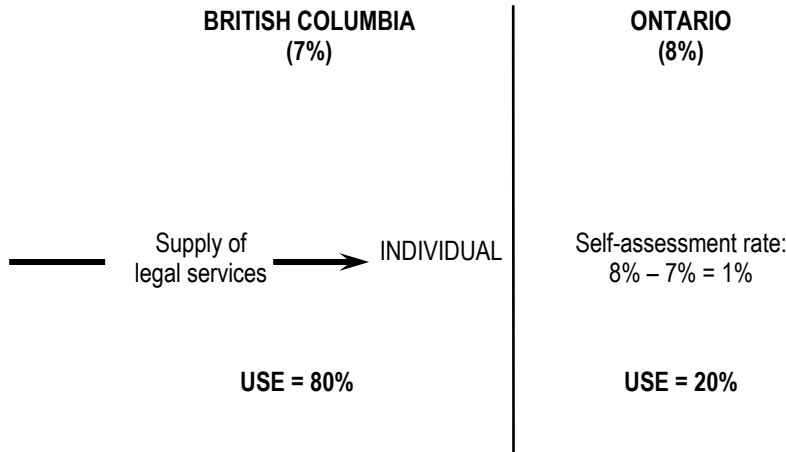 BRITISH COLUMBIA
(7%)
ONTARIO
(8%)
Supply of
legal services
INDIVIDUAL
Self-assessment rate:
8% – 7% = 1%
USE = 80%
USE = 20%